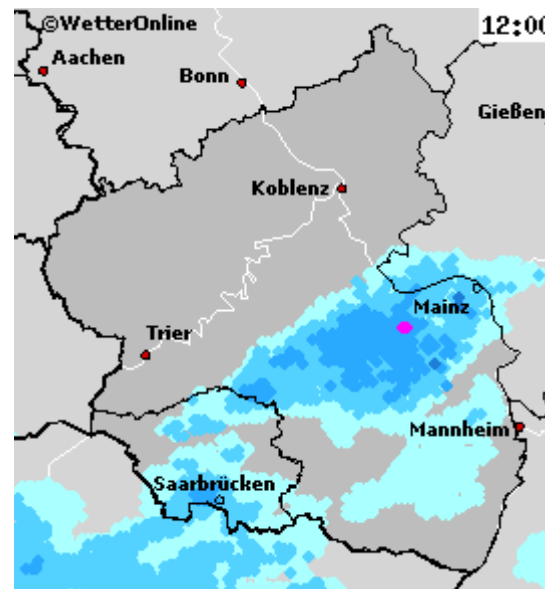 ©WetterOnline
12:00
Aachen
Bonn
Gießen
Koblenz
Mainz
Trier
Mannheim
Saarbrücken